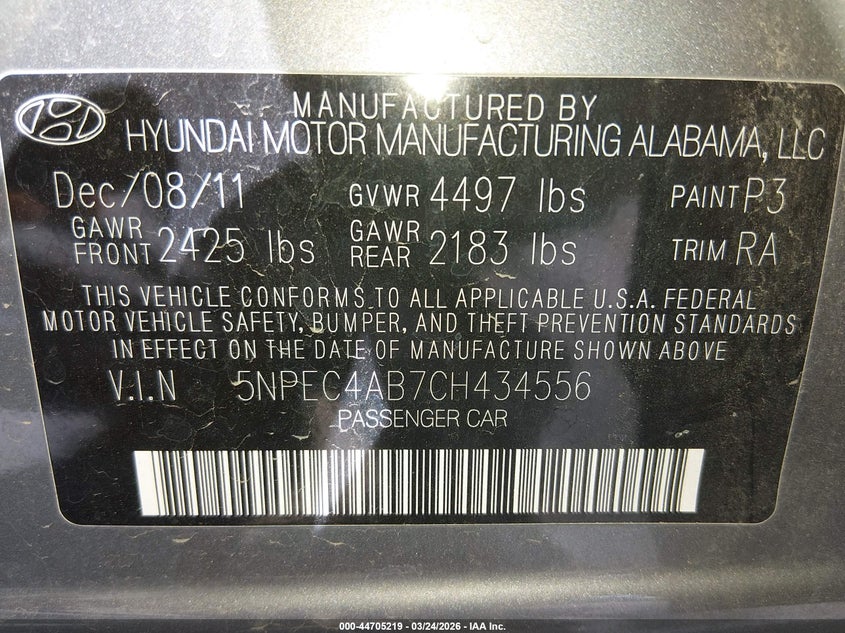 MANUFACTURED BY
HYUNDAI MOTOR MANUFACTURING ALABAMA, LLC
Dec/08/11 GVWR 4497 lbs PAINT P3
GAWR FRONT 2425 lbs GAWR REAR 2183 lbs TRIM RA
THIS VEHICLE CONFORMS TO ALL APPLICABLE U.S.A. FEDERAL
MOTOR VEHICLE SAFETY, BUMPER, AND THEFT PREVENTION STANDARDS
IN EFFECT ON THE DATE OF MANUFACTURE SHOWN ABOVE
V.I.N 5NPEC4AB7CH434556
PASSENGER CAR
000-44705219 - 03/24/2026 - IAA Inc.